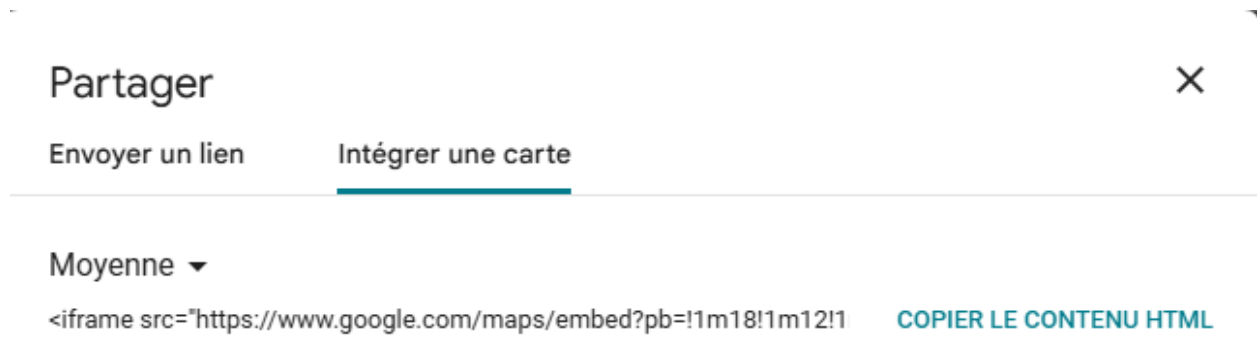 Partager
Envoyer un lien
Intégrer une carte
Moyenne
<iframe src="https://www.google.com/maps/embed?pb=!1m18!1m12!1
COPIER LE CONTENU HTML